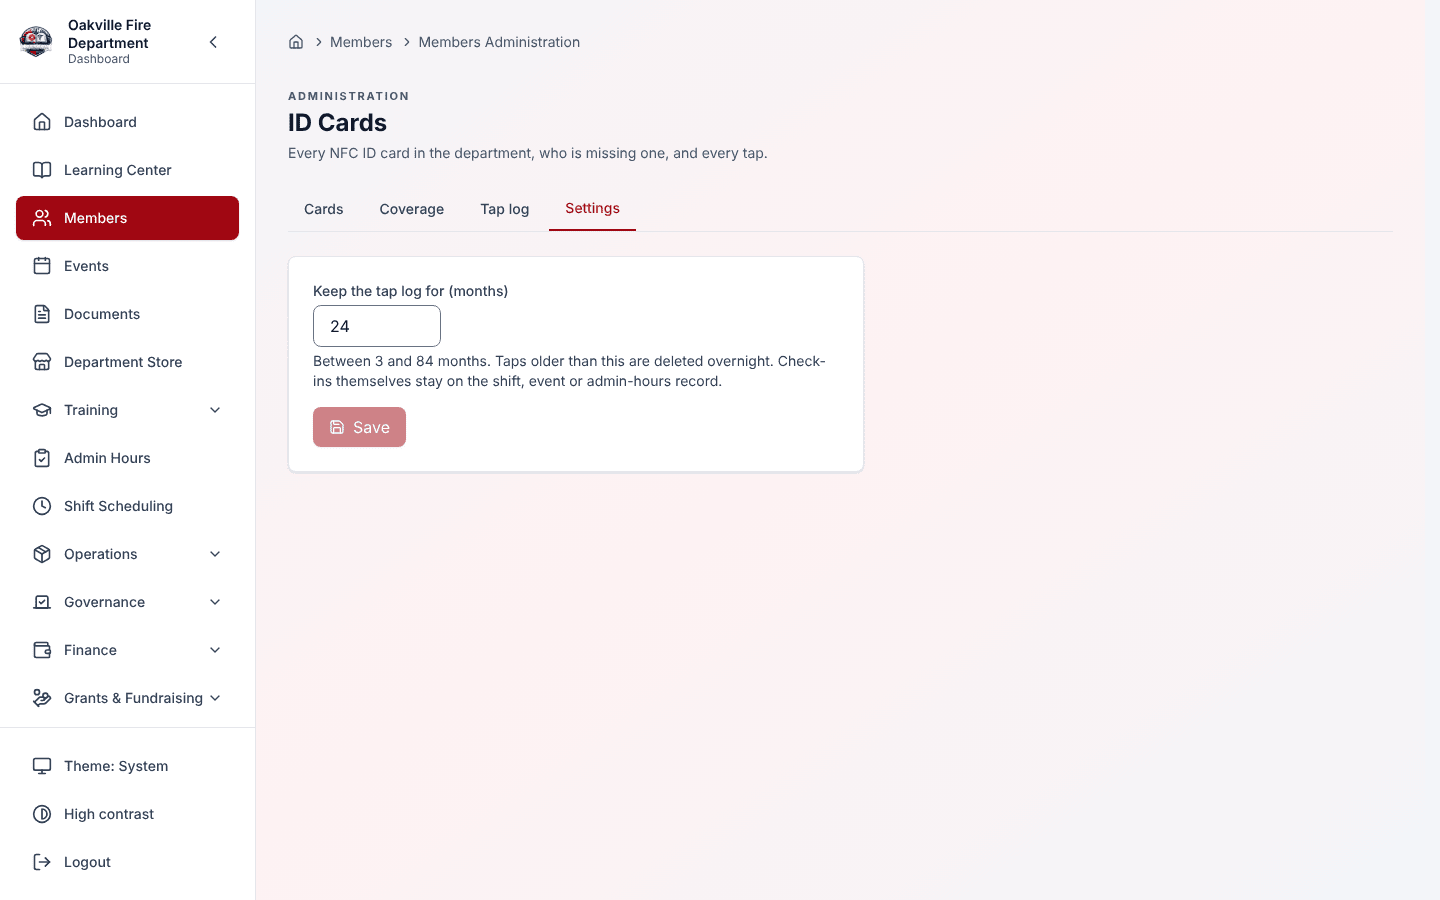 Oakville Fire
Department
Dashboard
Dashboard
Learning Center
Members
Events
Documents
Department Store
Training
Admin Hours
Shift Scheduling
Operations
Governance
Finance
Grants & Fundraising
Theme: System
High contrast
Logout
Members
Members Administration
ADMINISTRATION
ID Cards
Every NFC ID card in the department, who is missing one, and every tap.
Cards
Coverage
Tap log
Settings
Keep the tap log for (months)
24
Between 3 and 84 months. Taps older than this are deleted overnight. Check-
ins themselves stay on the shift, event or admin-hours record.
Save